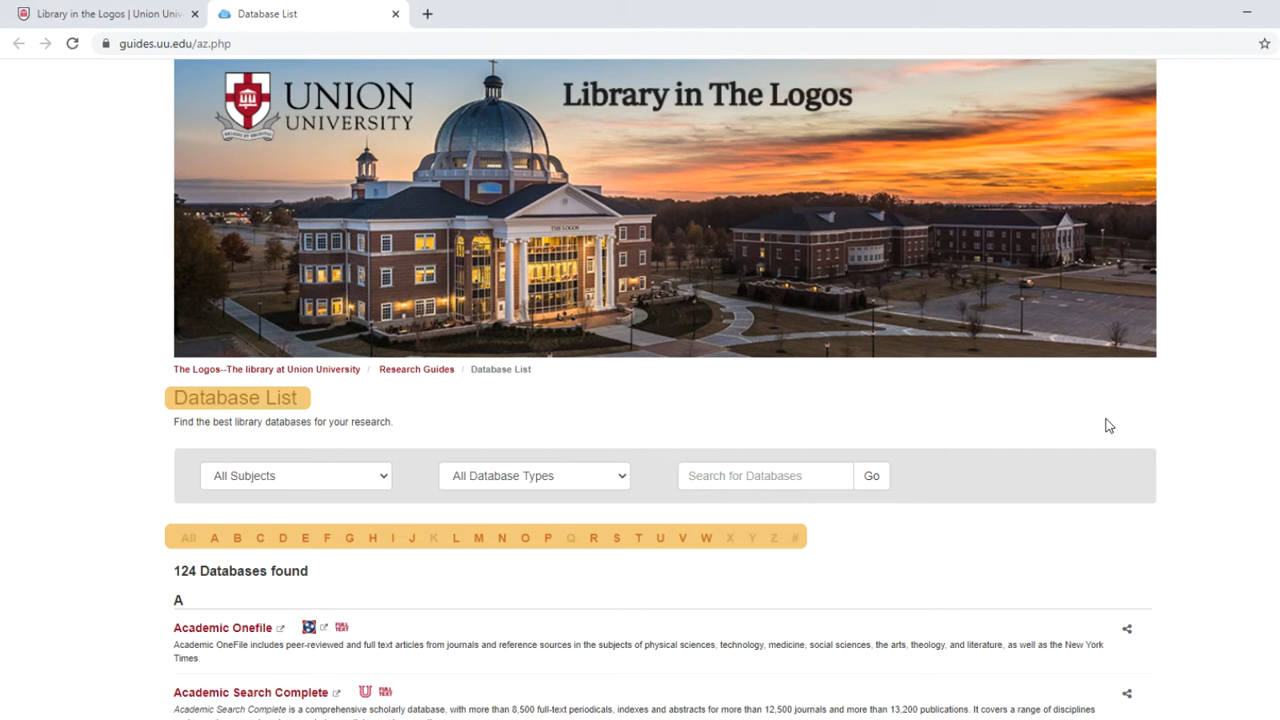 Library in the Logos | Union Univ
Database List
guides.uu.edu/az.php
UNION
UNIVERSITY
Library in The Logos
THE LOGOS
The Logos--The library at Union University / Research Guides / Database List
Database List
Find the best library databases for your research.
All Subjects
All Database Types
Search for Databases
Go
All A B C D E F G H I J K L M N O P Q R S T U V W X Y Z #
124 Databases found
A
Academic Onefile FULL TEXT
Academic OneFile includes peer-reviewed and full text articles from journals and reference sources in the subjects of physical sciences, technology, medicine, social sciences, the arts, theology, and literature, as well as the New York
Times.
Academic Search Complete U FULL TEXT
Academic Search Complete is a comprehensive scholarly database, with more than 8,500 full-text periodicals, indexes and abstracts for more than 12,500 journals and more than 13,200 publications. It covers a range of disciplines